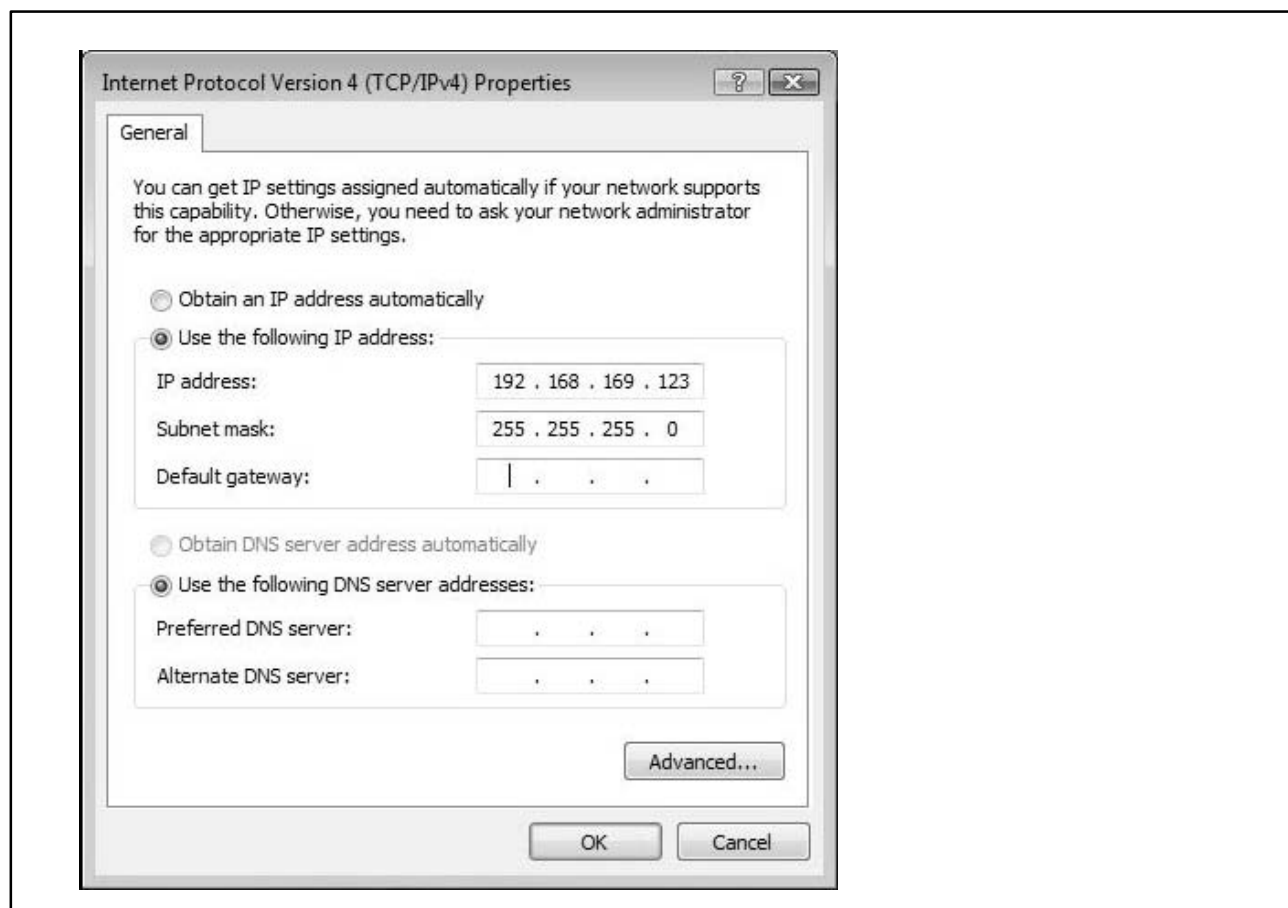 Internet Protocol Version 4 (TCP/IPv4) Properties
General
You can get IP settings assigned automatically if your network supports
this capability. Otherwise, you need to ask your network administrator
for the appropriate IP settings.
Obtain an IP address automatically
Use the following IP address:
IP address: 192 . 168 . 169 . 123
Subnet mask: 255 . 255 . 255 . 0
Default gateway: . . .
Obtain DNS server address automatically
Use the following DNS server addresses:
Preferred DNS server: . . .
Alternate DNS server: . . .
Advanced...
OK Cancel